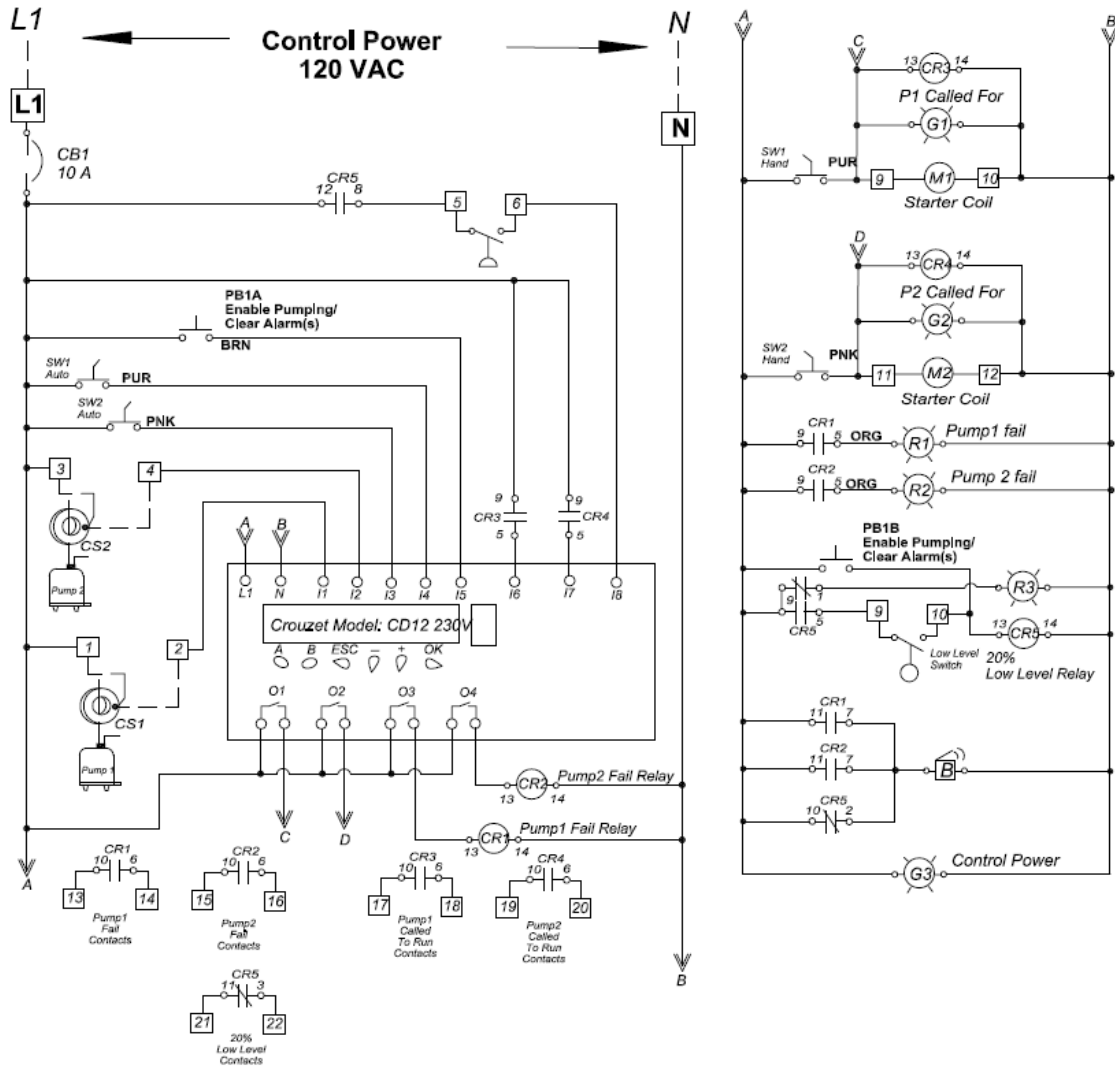 L1
N
Control Power
120 VAC
L1
N
CB1
10 A
CR5
12 8
5
6
PB1A
Enable Pumping/
Clear Alarm(s)
BRN
SW1
Auto
PUR
SW2
Auto
PNK
3
4
CS2
Pump 2
1
2
CS1
Pump 1
9
CR3
5
9
CR4
5
A
B
L1 N I1 I2 I3 I4 I5 I6 I7 I8
Crouzet Model: CD12 230V
A B ESC − + OK
O1 O2 O3 O4
CR2
Pump2 Fail Relay
13 14
CR1
Pump1 Fail Relay
13 14
A
C
D
B
CR1
10 6
13 14
Pump1
Fail
Contacts
CR2
10 6
15 16
Pump2
Fail
Contacts
CR3
10 6
17 18
Pump1
Called
To Run
Contacts
CR4
10 6
19 20
Pump2
Called
To Run
Contacts
CR5
11 3
21 22
20%
Low Level
Contacts
A
B
C
13 CR3 14
P1 Called For
G1
SW1
Hand
PUR
9 M1 10
Starter Coil
D
13 CR4 14
P2 Called For
G2
SW2
Hand
PNK
11 M2 12
Starter Coil
CR1
9 5 ORG R1 Pump1 fail
CR2
9 5 ORG R2 Pump 2 fail
PB1B
Enable Pumping/
Clear Alarm(s)
1
R3
9
5
CR5
9
10
Low Level
Switch
13 CR5 14
20%
Low Level Relay
CR1
11 7
CR2
11 7
B
CR5
10 2
G3
Control Power